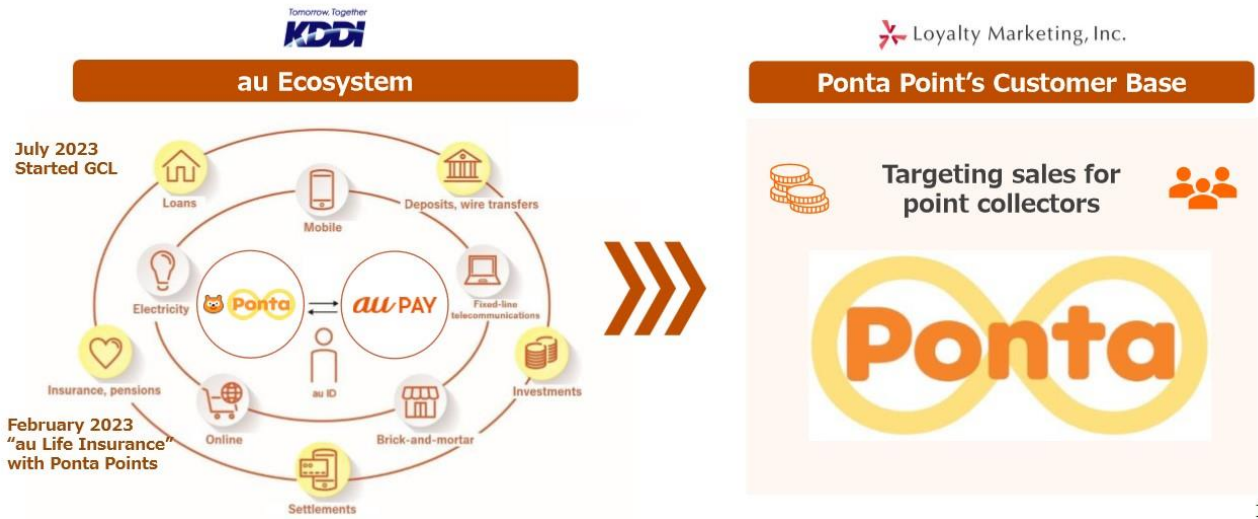 Tomorrow, Together
KDDI
au Ecosystem
July 2023
Started GCL
Loans
Deposits, wire transfers
Mobile
Electricity
Ponta
au PAY
Fixed-line
telecommunications
au ID
Insurance, pensions
Investments
Online
Brick-and-mortar
February 2023
“au Life Insurance”
with Ponta Points
Settlements
Loyalty Marketing, Inc.
Ponta Point’s Customer Base
Targeting sales for
point collectors
Ponta